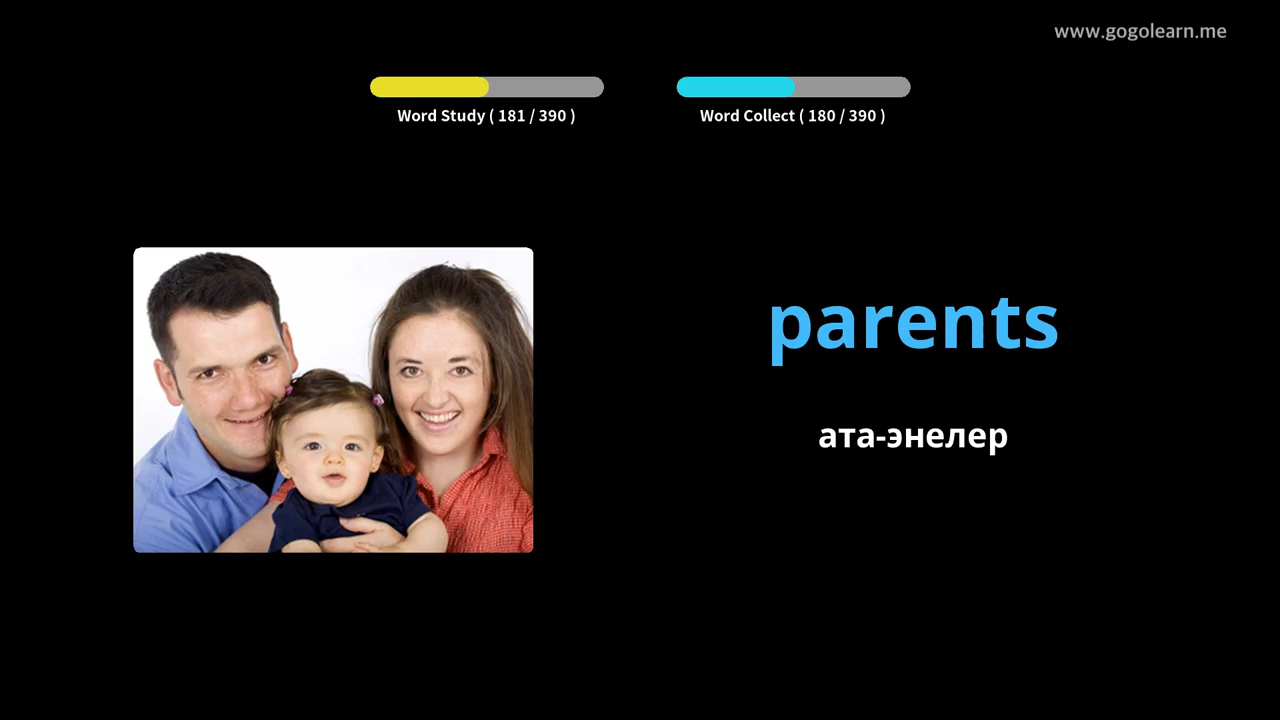 www.gogolearn.me
Word Study ( 181 / 390 )
Word Collect ( 180 / 390 )
parents
ата-энелер